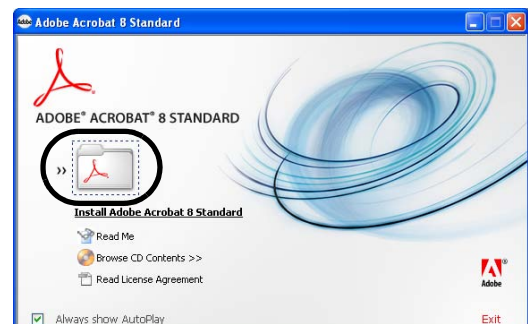 Adobe Adobe Acrobat 8 Standard
ADOBE® ACROBAT® 8 STANDARD
››
Install Adobe Acrobat 8 Standard
Read Me
Browse CD Contents >>
Read License Agreement
Adobe
Always show AutoPlay
Exit